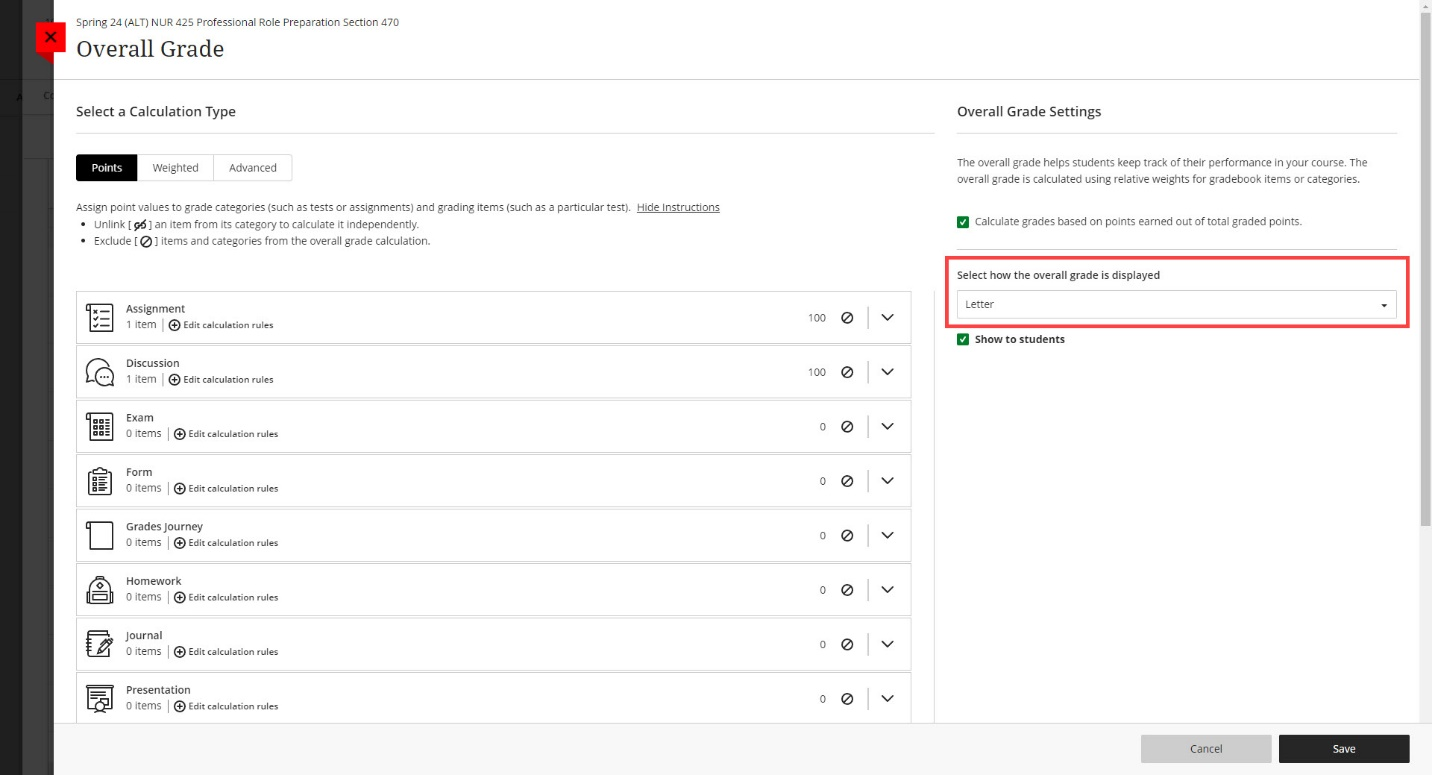 Spring 24 (ALT) NUR 425 Professional Role Preparation Section 470
Overall Grade
Select a Calculation Type
Points Weighted Advanced
Assign point values to grade categories (such as tests or assignments) and grading items (such as a particular test). Hide Instructions
• Unlink [ ] an item from its category to calculate it independently.
• Exclude [ ] items and categories from the overall grade calculation.
Assignment
1 item | Edit calculation rules
100
Discussion
1 item | Edit calculation rules
100
Exam
0 items | Edit calculation rules
0
Form
0 items | Edit calculation rules
0
Grades Journey
0 items | Edit calculation rules
0
Homework
0 items | Edit calculation rules
0
Journal
0 items | Edit calculation rules
0
Presentation
0 items | Edit calculation rules
0
Overall Grade Settings
The overall grade helps students keep track of their performance in your course. The
overall grade is calculated using relative weights for gradebook items or categories.
Calculate grades based on points earned out of total graded points.
Select how the overall grade is displayed
Letter
Show to students
Cancel
Save